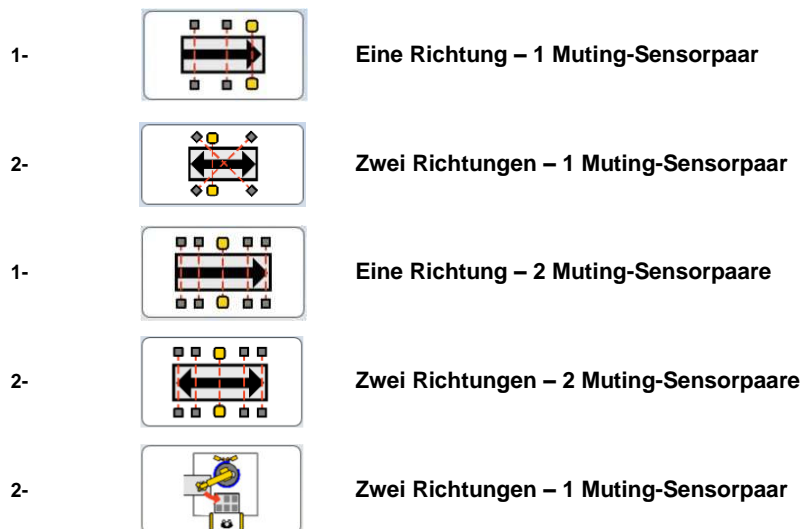 1- Eine Richtung – 1 Muting-Sensorpaar
2- Zwei Richtungen – 1 Muting-Sensorpaar
1- Eine Richtung – 2 Muting-Sensorpaare
2- Zwei Richtungen – 2 Muting-Sensorpaare
2- Zwei Richtungen – 1 Muting-Sensorpaar